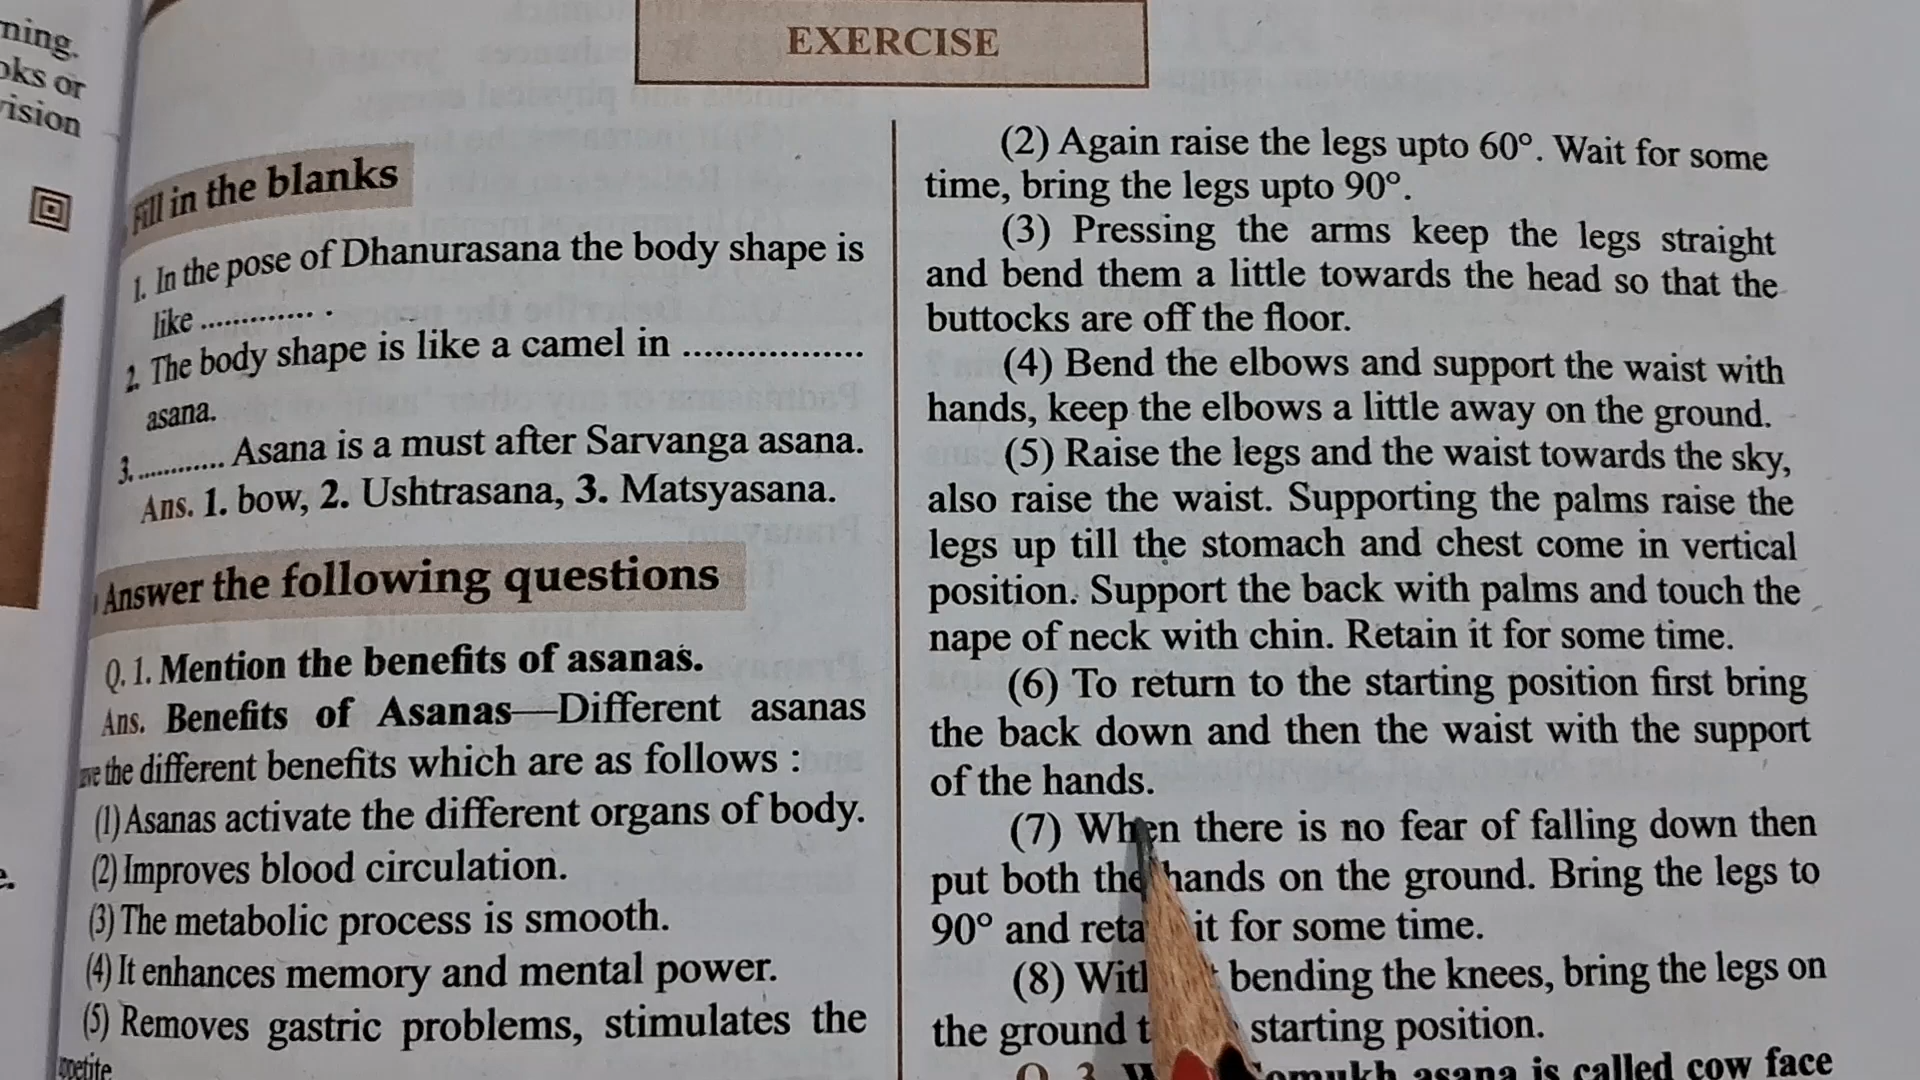 ning.
oks or
vision
EXERCISE
Fill in the blanks
1. In the pose of Dhanurasana the body shape is
like ............. .
2. The body shape is like a camel in .................
asana.
3............. Asana is a must after Sarvanga asana.
Ans. 1. bow, 2. Ushtrasana, 3. Matsyasana.
Answer the following questions
Q. 1. Mention the benefits of asanas.
Ans. Benefits of Asanas—Different asanas
the different benefits which are as follows :
(1) Asanas activate the different organs of body.
(2) Improves blood circulation.
(3) The metabolic process is smooth.
(4) It enhances memory and mental power.
(5) Removes gastric problems, stimulates the
(2) Again raise the legs upto 60°. Wait for some
time, bring the legs upto 90°.
(3) Pressing the arms keep the legs straight
and bend them a little towards the head so that the
buttocks are off the floor.
(4) Bend the elbows and support the waist with
hands, keep the elbows a little away on the ground.
(5) Raise the legs and the waist towards the sky,
also raise the waist. Supporting the palms raise the
legs up till the stomach and chest come in vertical
position. Support the back with palms and touch the
nape of neck with chin. Retain it for some time.
(6) To return to the starting position first bring
the back down and then the waist with the support
of the hands.
(7) When there is no fear of falling down then
put both the hands on the ground. Bring the legs to
90° and reta it for some time.
(8) bending the knees, bring the legs on
the ground starting position.
asana is called cow face